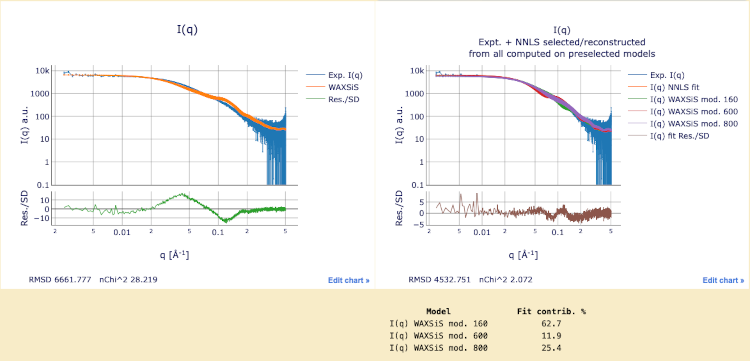 I(q)
10k
1000
100
10
1
0.1
I(q) a.u.
Exp. I(q)
WAXSiS
Res./SD
Res./SD
10
0
−10
2
5
0.01
2
5
0.1
2
5
q [Å⁻¹]
RMSD 6661.777 nChi^2 28.219
Edit chart »
I(q)
Expt. + NNLS selected/reconstructed
from all computed on preselected models
10k
1000
100
10
1
0.1
I(q) a.u.
Exp. I(q)
I(q) NNLS fit
I(q) WAXSiS mod. 160
I(q) WAXSiS mod. 600
I(q) WAXSiS mod. 800
I(q) fit Res./SD
Res./SD
5
0
−5
2
5
0.01
2
5
0.1
2
5
q [Å⁻¹]
RMSD 4532.751 nChi^2 2.072
Edit chart »
Model Fit contrib. %
I(q) WAXSiS mod. 160 62.7
I(q) WAXSiS mod. 600 11.9
I(q) WAXSiS mod. 800 25.4